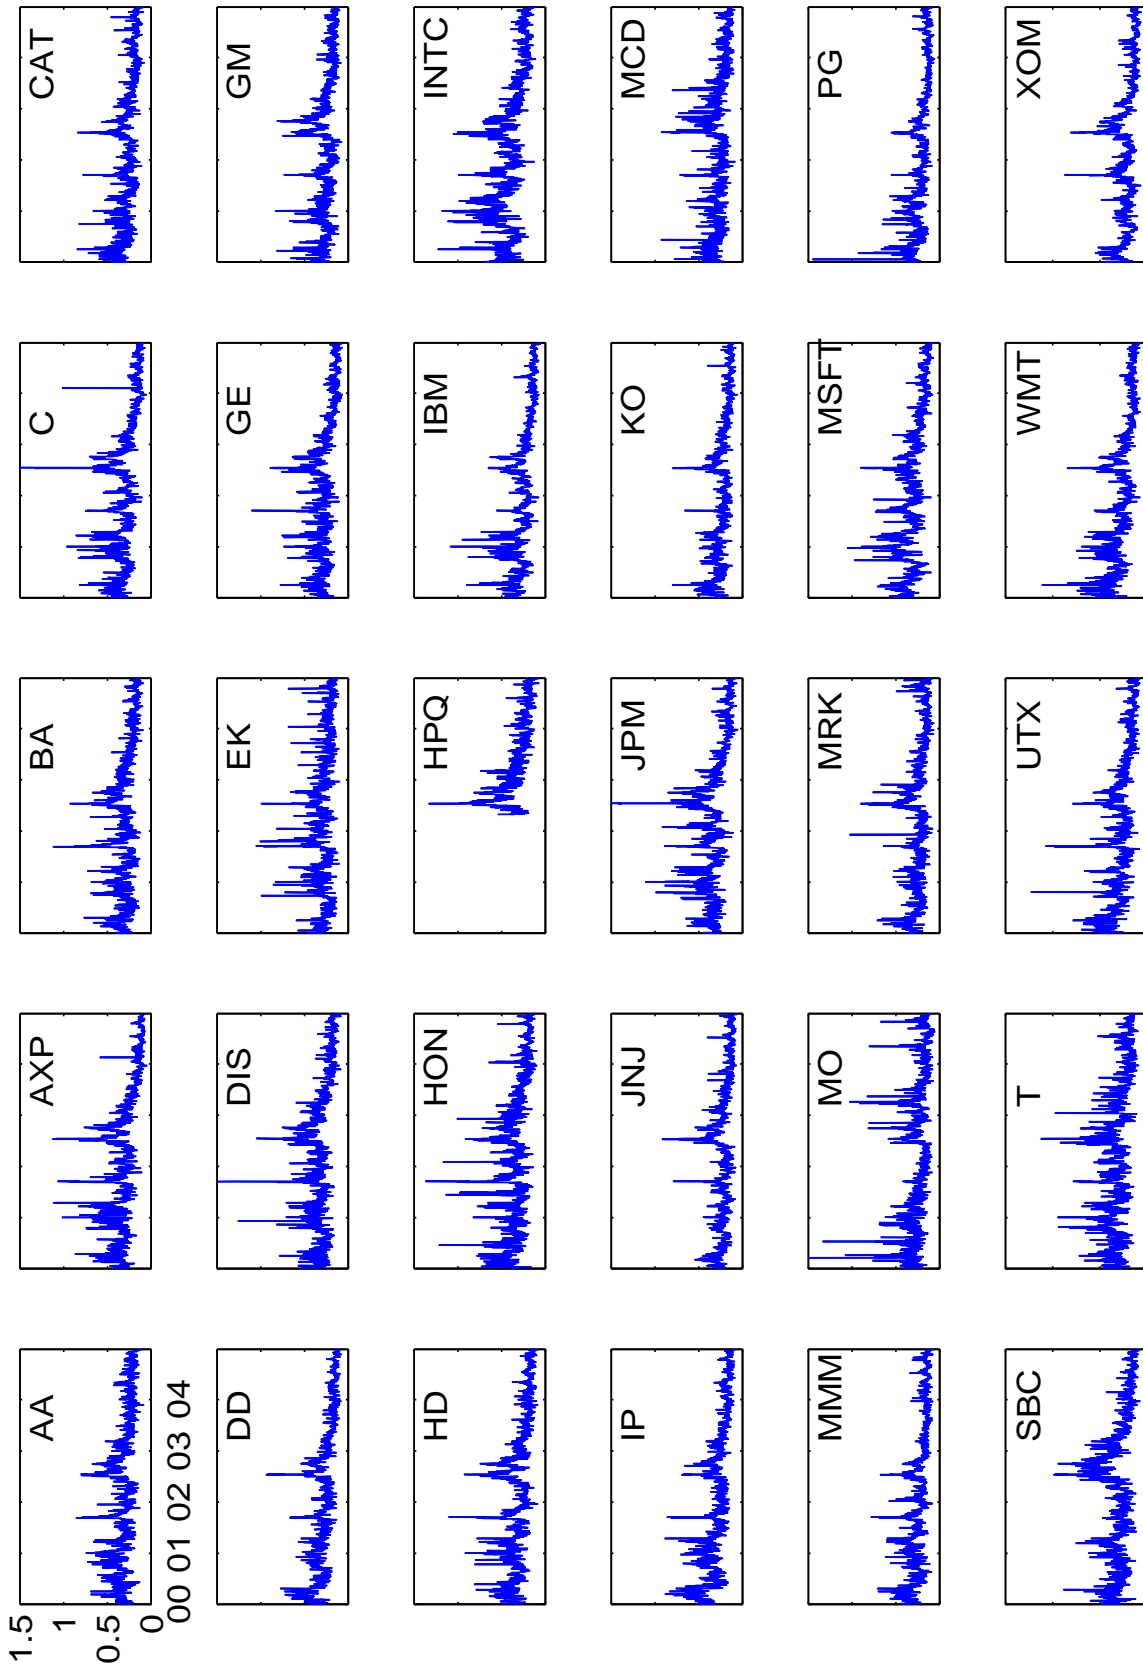 AA
AXP
BA
C
CAT
1.5
1
0.5
0
00 01 02 03 04
DD
DIS
EK
GE
GM
HD
HON
HPQ
IBM
INTC
IP
JNJ
JPM
KO
MCD
MMM
MO
MRK
MSFT
PG
SBC
T
UTX
WMT
XOM